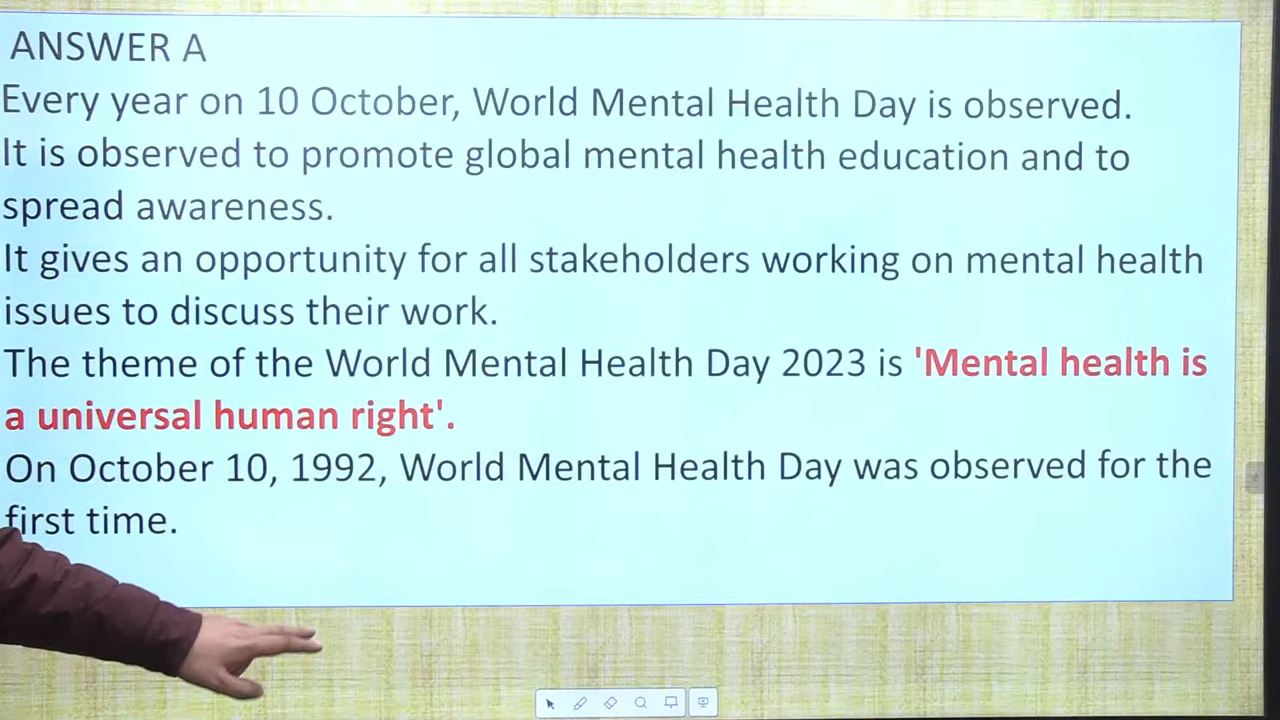 ANSWER A
Every year on 10 October, World Mental Health Day is observed.
It is observed to promote global mental health education and to
spread awareness.
It gives an opportunity for all stakeholders working on mental health
issues to discuss their work.
The theme of the World Mental Health Day 2023 is 'Mental health is
a universal human right'.
On October 10, 1992, World Mental Health Day was observed for the
first time.